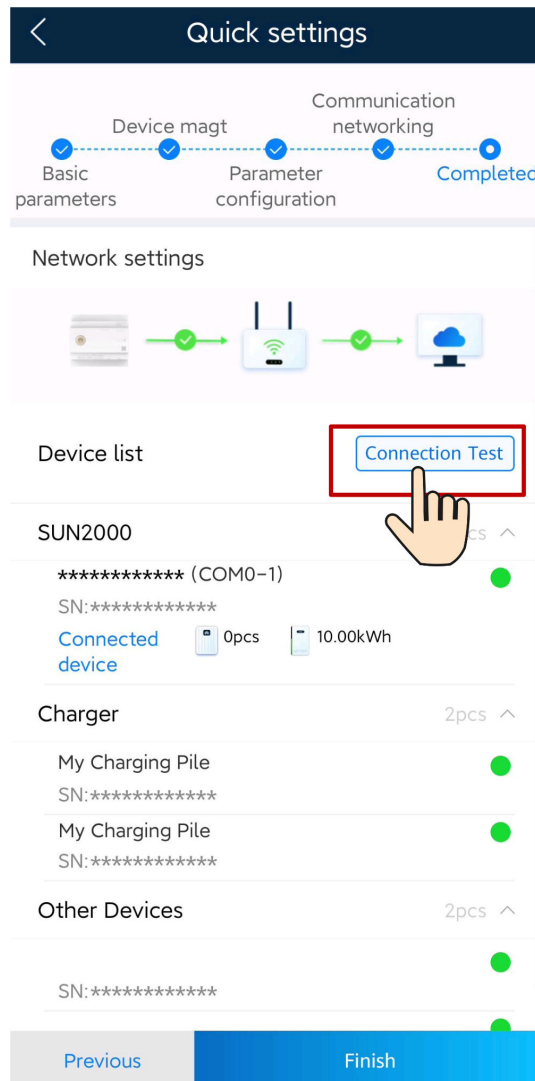 Quick settings
Communication
Device magt
networking
Basic
Parameter
Completed
parameters
configuration
Network settings
Device list
Connection Test
SUN2000
cs
************ (COM0-1)
SN:************
Connected
device
0pcs
10.00kWh
Charger
2pcs
My Charging Pile
SN:************
My Charging Pile
SN:************
Other Devices
2pcs
SN:************
Previous
Finish